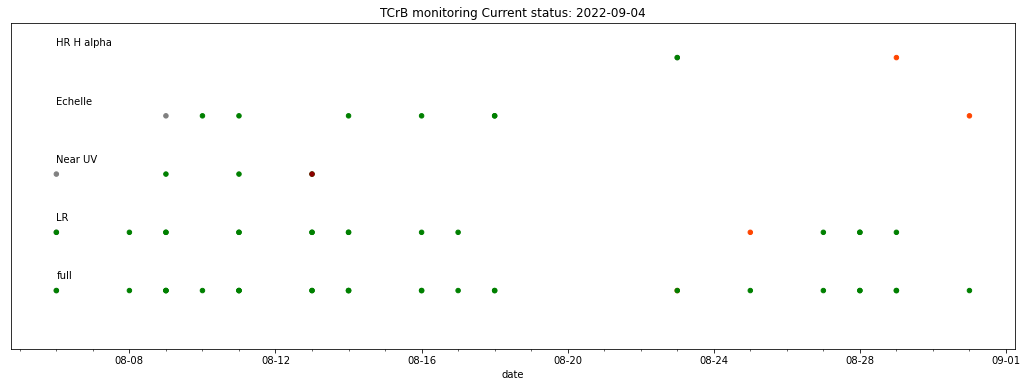 TCrB monitoring Current status: 2022-09-04
HR H alpha
Echelle
Near UV
LR
full
08-08 08-12 08-16 08-20 08-24 08-28 09-01
date